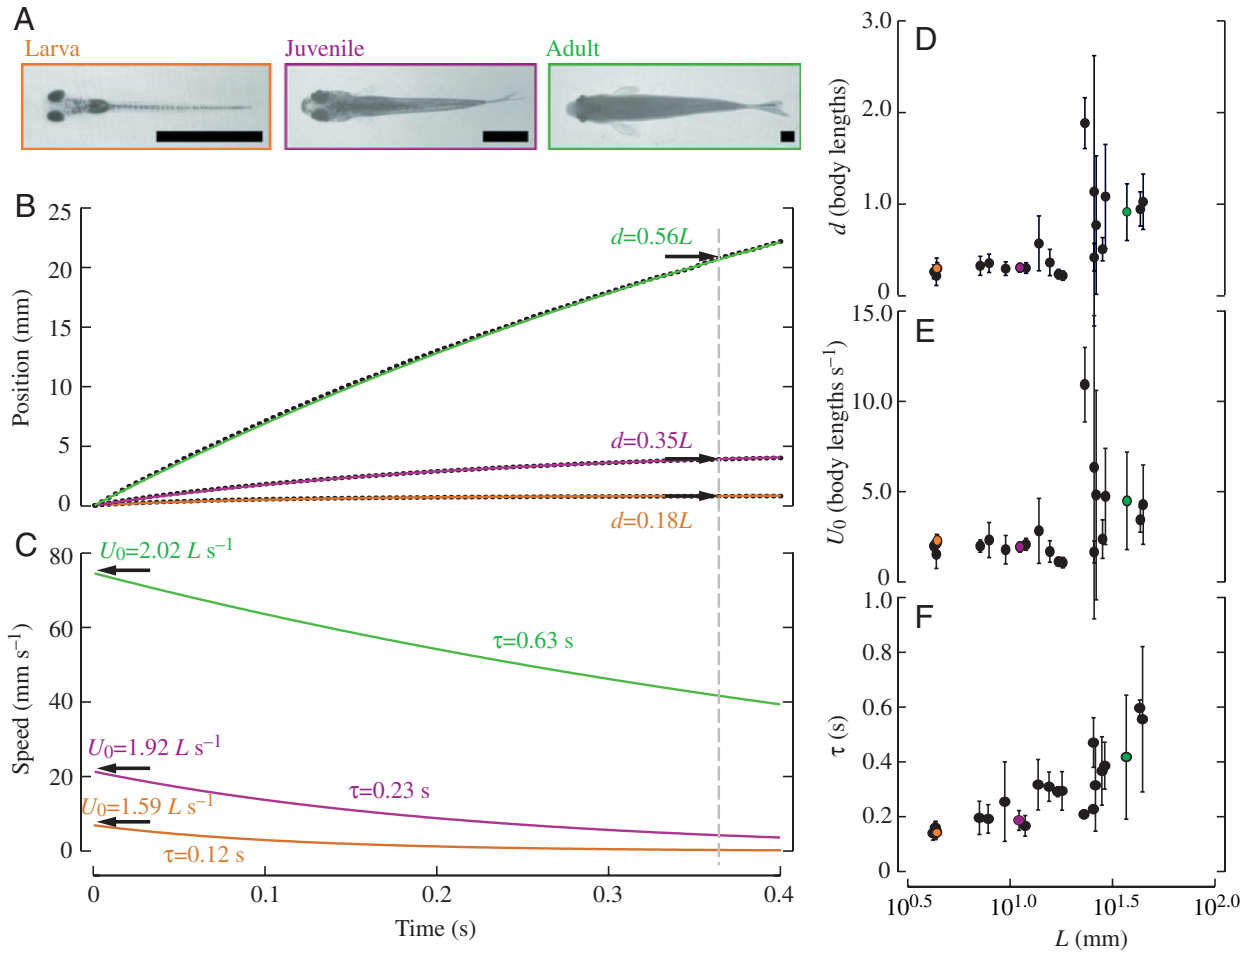 A
Larva
Juvenile
Adult
B
Position (mm)
25
20
15
10
5
0
d=0.56L
d=0.35L
d=0.18L
C
Speed (mm s–1)
80
60
40
20
0
U0=2.02 L s–1
τ=0.63 s
U0=1.92 L s–1
τ=0.23 s
U0=1.59 L s–1
τ=0.12 s
0
0.1
0.2
0.3
0.4
Time (s)
D
d (body lengths)
3.0
2.0
1.0
0
E
U0 (body lengths s–1)
15.0
10.0
5.0
0
F
τ (s)
1.0
0.8
0.6
0.4
0.2
0
10^0.5
10^1.0
10^1.5
10^2.0
L (mm)